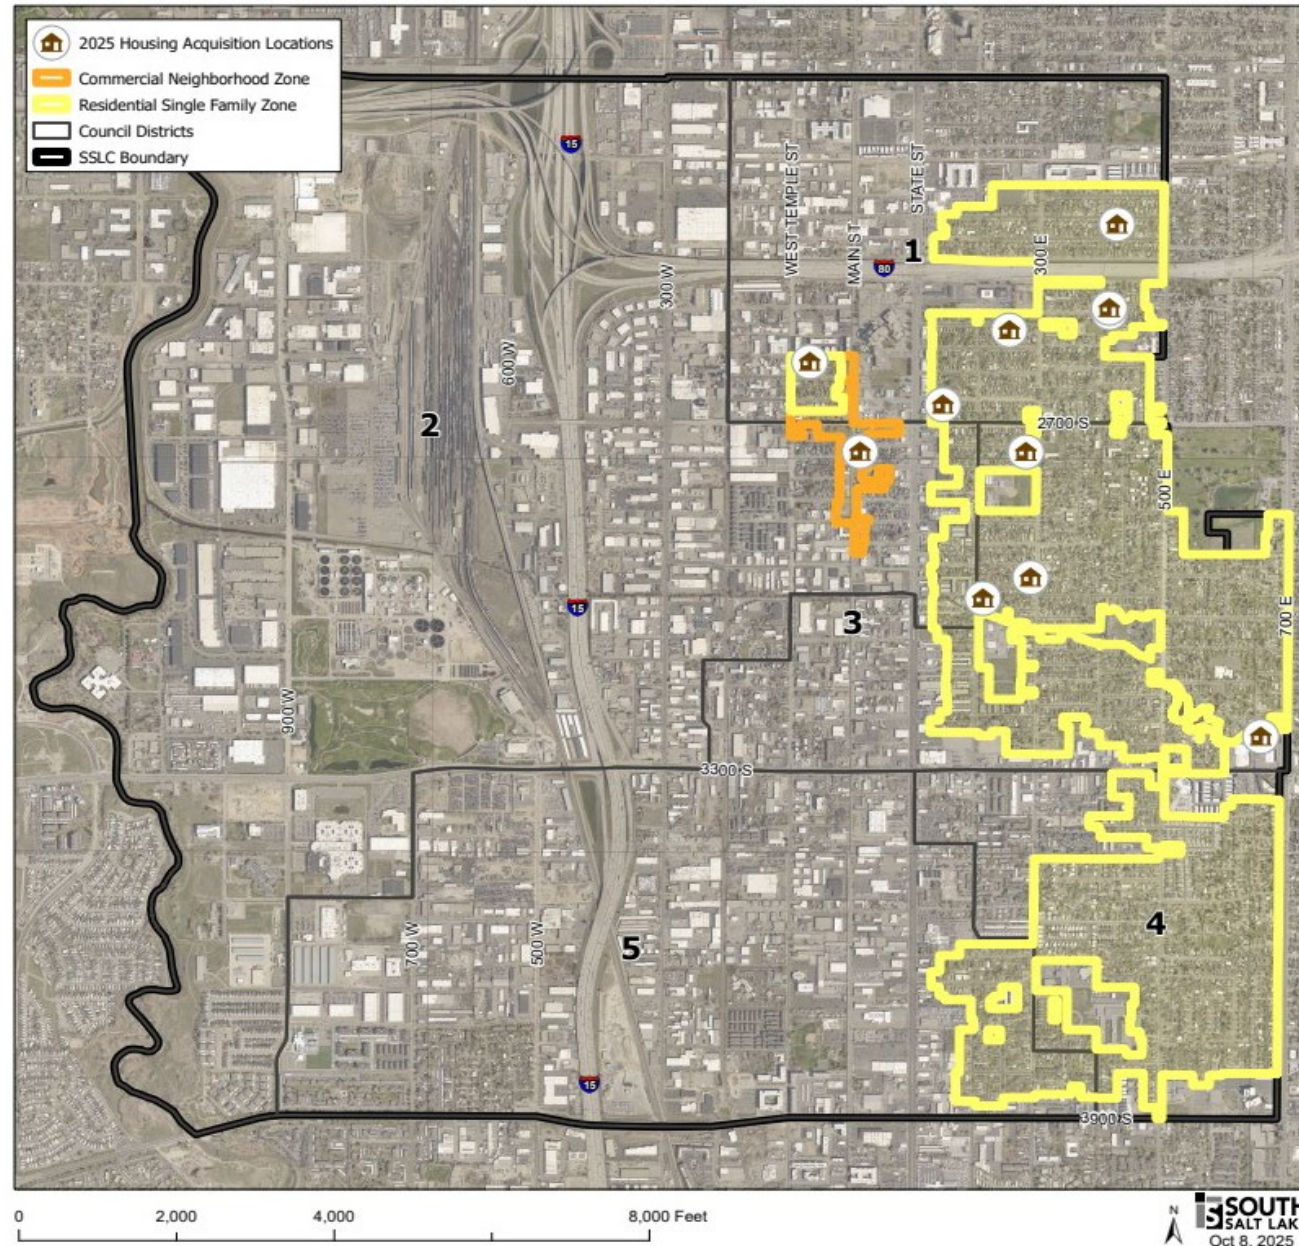 2025 Housing Acquisition Locations
Commercial Neighborhood Zone
Residential Single Family Zone
Council Districts
SSLC Boundary
15
WEST TEMPLE ST
MAIN ST
STATE ST
1
80
300 E
300 W
600 W
2
2700 S
500 E
15
3
700 E
900 W
3300 S
700 W
500 W
5
4
15
3900 S
0
2,000
4,000
8,000 Feet
N
SOUTH
SALT LAK
Oct 8, 2025